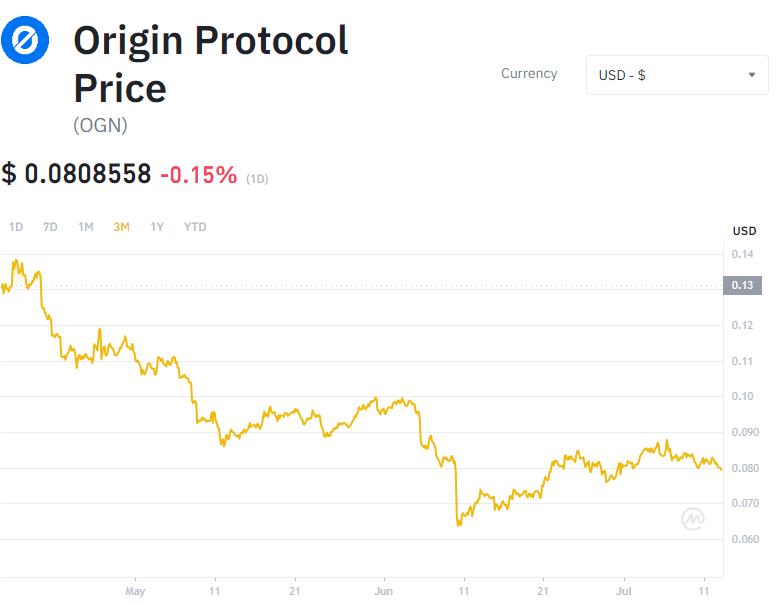 Origin Protocol
Price
(OGN)
Currency
USD - $
$ 0.0808558 -0.15% (1D)
1D 7D 1M 3M 1Y YTD
USD
0.14
0.13
0.12
0.11
0.10
0.090
0.080
0.070
0.060
May 11 21 Jun 11 21 Jul 11